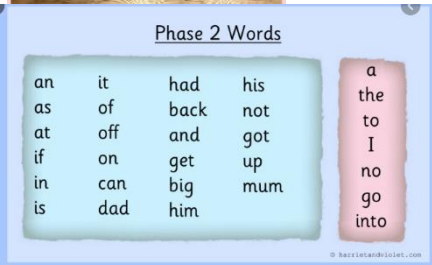 Phase 2 Words
an it had his
as of back not
at off and got
if on get up
in can big mum
is dad him
a
the
to
I
no
go
into
© harrietandviolet.com